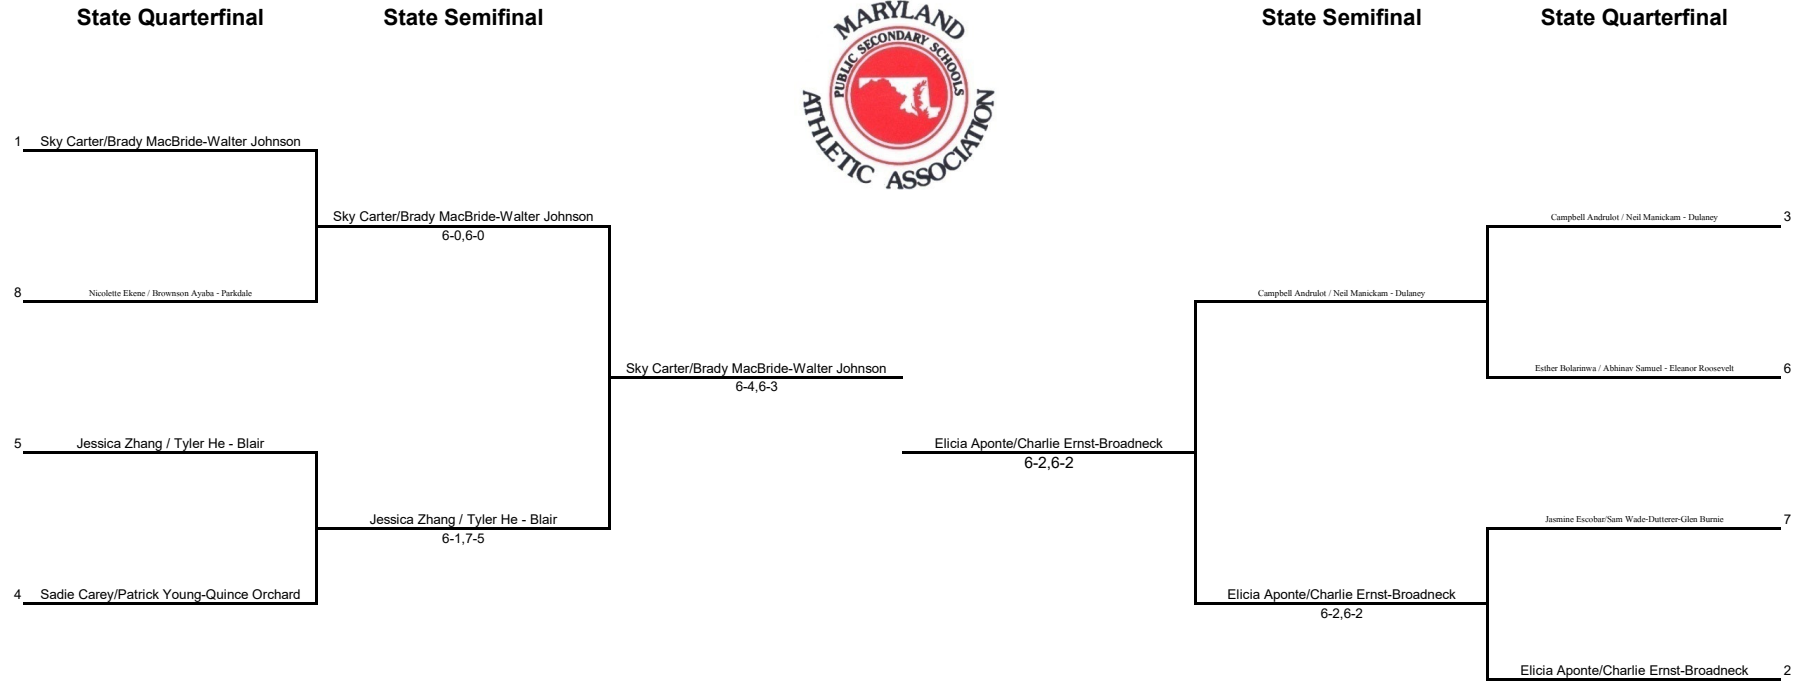 State Quarterfinal
State Semifinal
State Semifinal
State Quarterfinal
MARYLAND
PUBLIC SECONDARY SCHOOLS
ATHLETIC ASSOCIATION
1
Sky Carter/Brady MacBride-Walter Johnson
Sky Carter/Brady MacBride-Walter Johnson
6-0,6-0
8
Nicolette Ekene / Brownson Ayaba - Parkdale
Sky Carter/Brady MacBride-Walter Johnson
6-4,6-3
5
Jessica Zhang / Tyler He - Blair
Jessica Zhang / Tyler He - Blair
6-1,7-5
4
Sadie Carey/Patrick Young-Quince Orchard
Campbell Andrulot / Neil Manickam - Dulaney
3
Campbell Andrulot / Neil Manickam - Dulaney
Esther Bolarinwa / Abhinav Samuel - Eleanor Roosevelt
6
Elicia Aponte/Charlie Ernst-Broadneck
6-2,6-2
Jasmine Escobar/Sam Wade-Dutterer-Glen Burnie
7
Elicia Aponte/Charlie Ernst-Broadneck
6-2,6-2
Elicia Aponte/Charlie Ernst-Broadneck
2